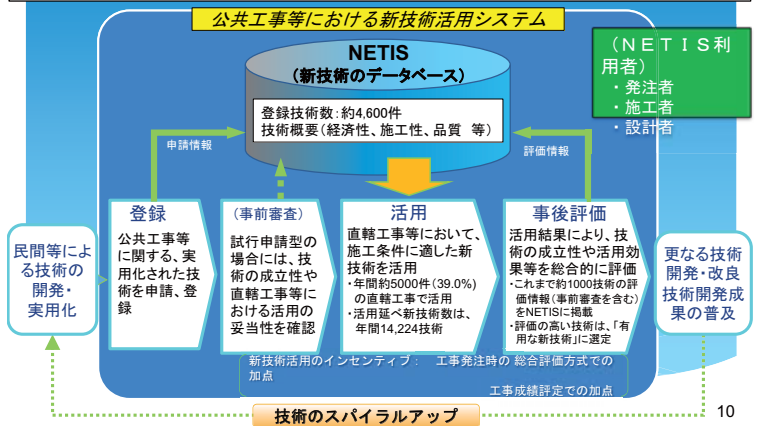 公共工事等における新技術活用システム
NETIS
（新技術のデータベース）
登録技術数：約4,600件
技術概要（経済性、施工性、品質　等）
（ＮＥＴＩＳ利
用者）
・発注者
・施工者
・設計者
申請情報
評価情報
民間等によ
る技術の
開発・
実用化
登録
公共工事等
に関する、実
用化された技
術を申請、登
録
（事前審査）
試行申請型の
場合には、技
術の成立性や
直轄工事等に
おける活用の
妥当性を確認
活用
直轄工事等において、
施工条件に適した新
技術を活用
・年間約5000件（39.0%）
の直轄工事で活用
・活用延べ新技術数は、
年間14,224技術
事後評価
活用結果により、技
術の成立性や活用効
果等を総合的に評価
・これまで約1000技術の評
価情報（事前審査を含む）
をNETISに掲載
・評価の高い技術は、「有
用な新技術」に選定
更なる技術
開発・改良
技術開発成
果の普及
新技術活用のインセンティブ：　工事発注時の 総合評価方式での
加点
工事成績評定での加点
技術のスパイラルアップ
10